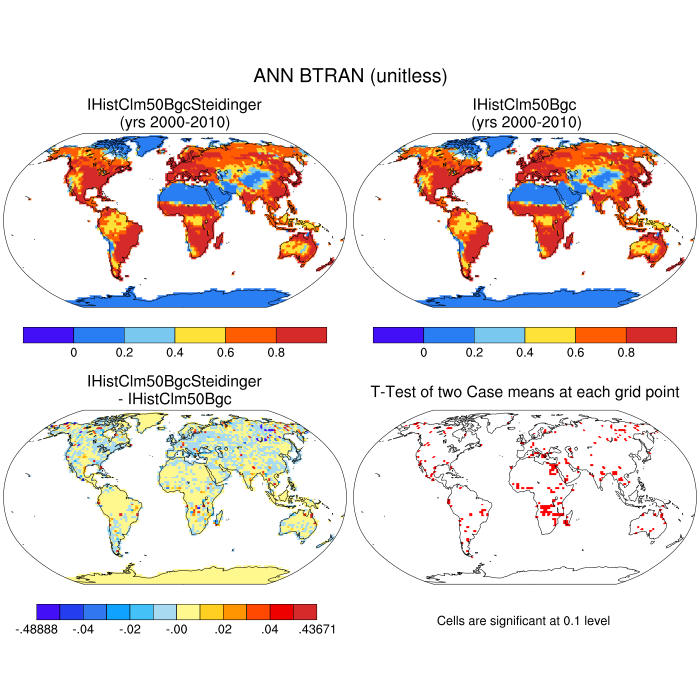 ANN BTRAN (unitless)
IHistClm50BgcSteidinger
(yrs 2000-2010)
IHistClm50Bgc
(yrs 2000-2010)
0 0.2 0.4 0.6 0.8
0 0.2 0.4 0.6 0.8
IHistClm50BgcSteidinger
- IHistClm50Bgc
T-Test of two Case means at each grid point
-.48888 -.04 -.02 -.00 .02 .04 .43671
Cells are significant at 0.1 level